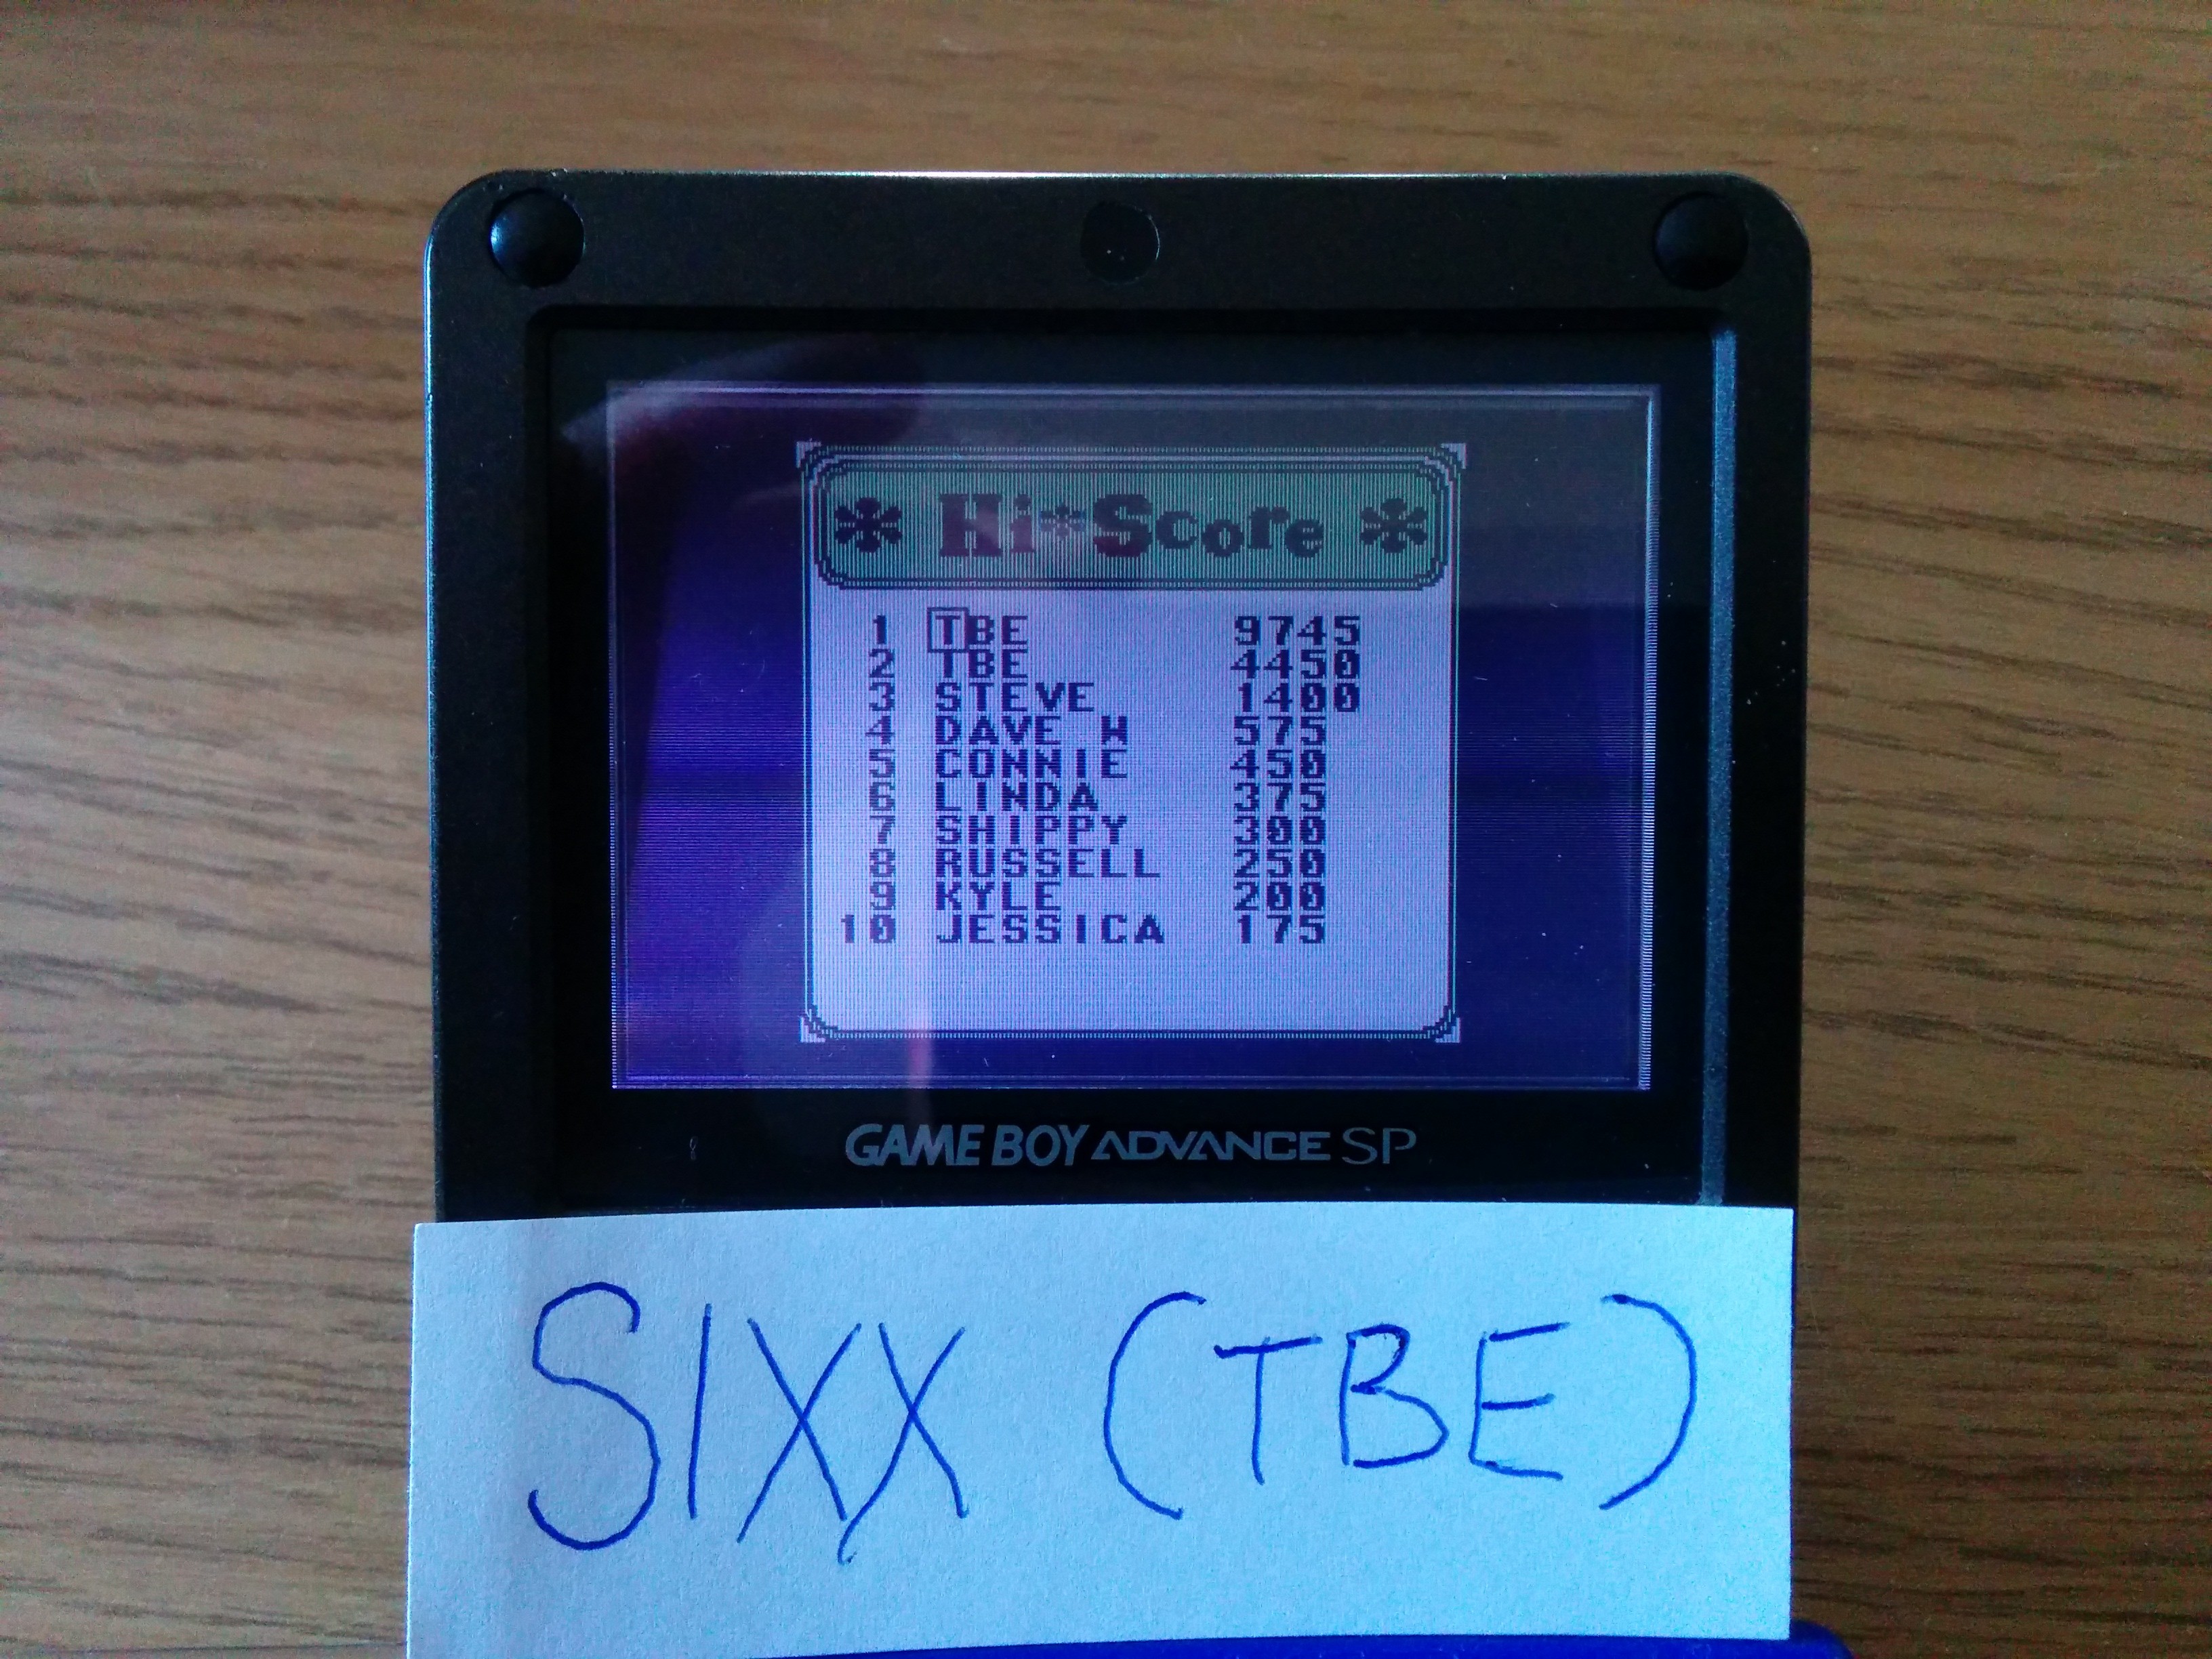 Hi*Score
1 TBE 9745
2 TBE 4450
3 STEVE 1400
4 DAVE H 575
5 CONNIE 450
6 LINDA 375
7 SHIPPY 300
8 RUSSELL 250
9 KYLE 200
10 JESSICA 175
GAME BOY ADVANCE SP
SIXX (TBE)